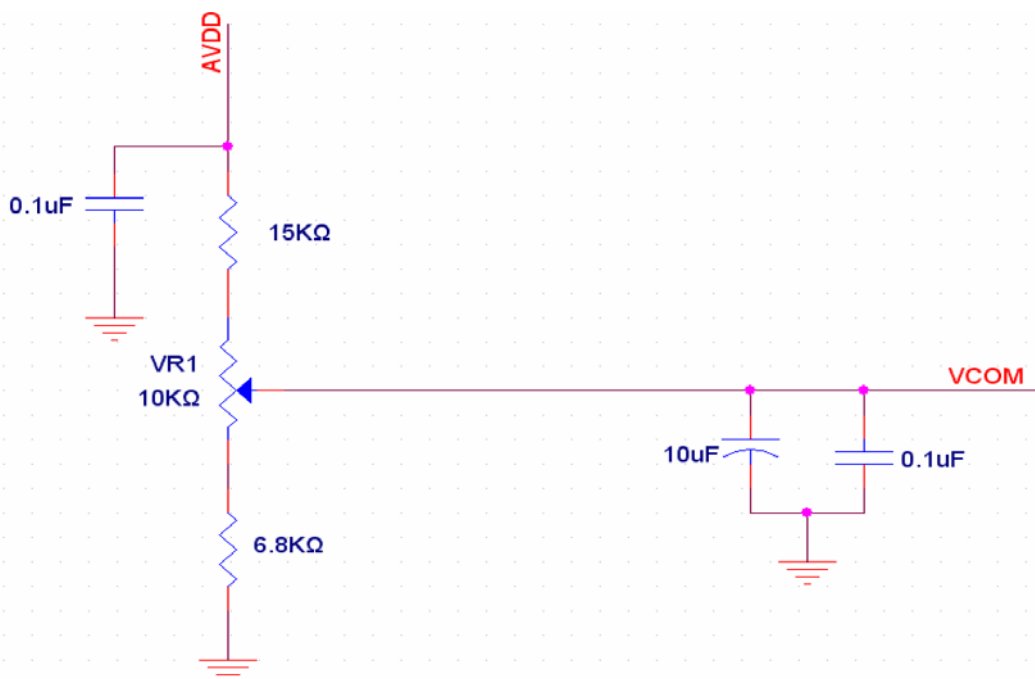 AVDD
0.1uF
15KΩ
VR1
10KΩ
VCOM
10uF
0.1uF
6.8KΩ